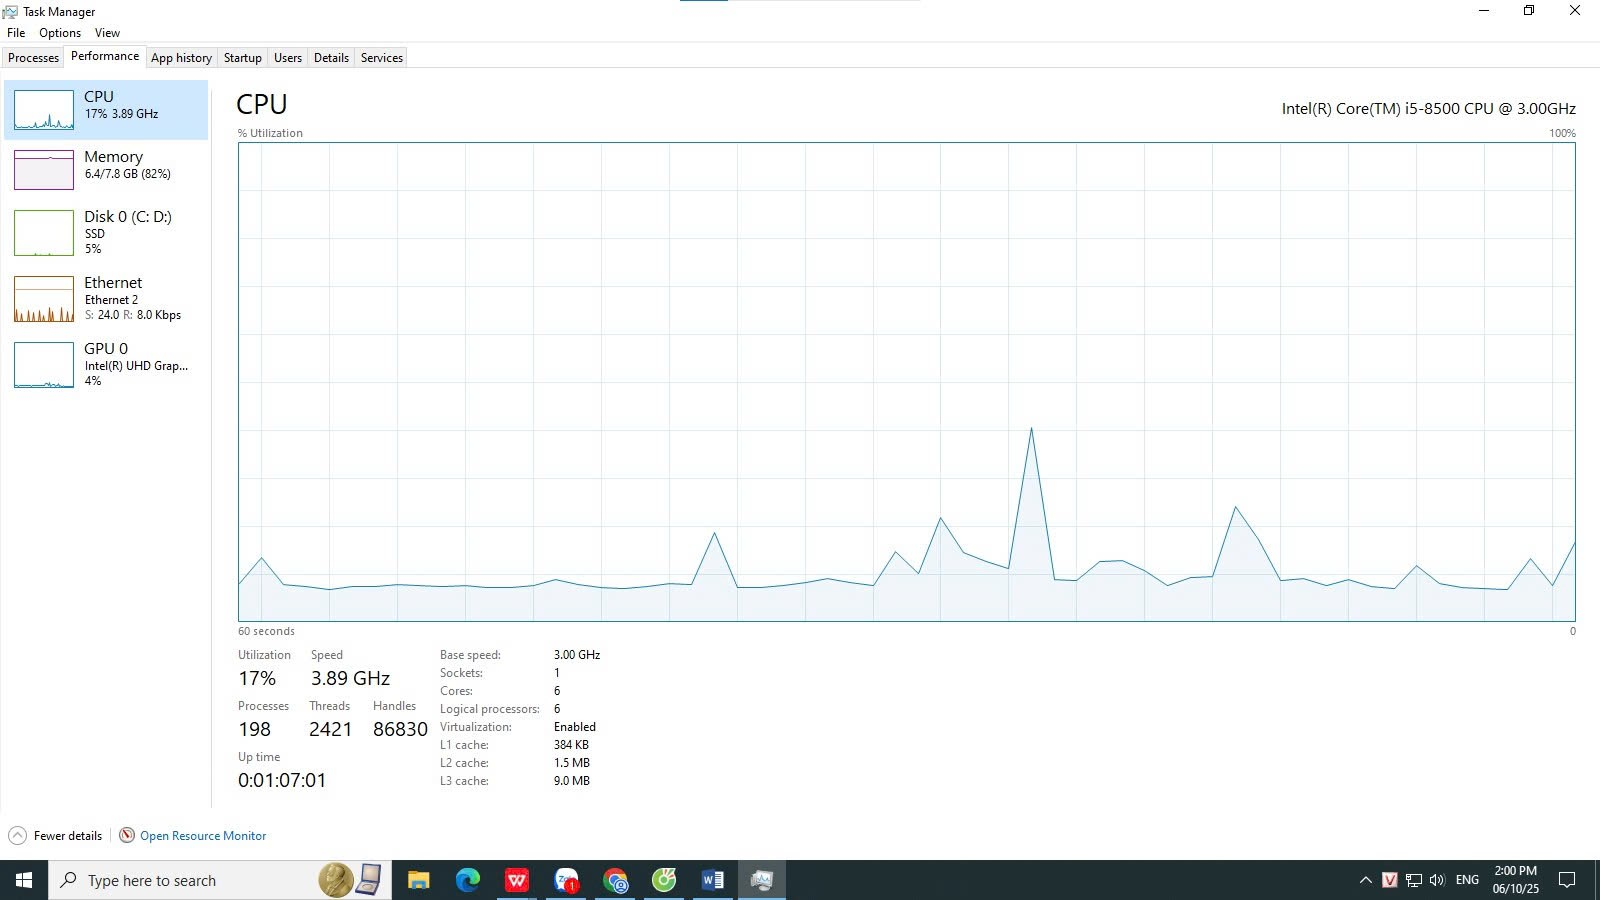 Task Manager
File Options View
Processes Performance App history Startup Users Details Services
CPU
17% 3.89 GHz
Memory
6.4/7.8 GB (82%)
Disk 0 (C: D:)
SSD
5%
Ethernet
Ethernet 2
S: 24.0 R: 8.0 Kbps
GPU 0
Intel(R) UHD Grap...
4%
CPU
Intel(R) Core(TM) i5-8500 CPU @ 3.00GHz
% Utilization 100%
60 seconds 0
Utilization Speed
17% 3.89 GHz
Processes Threads Handles
198 2421 86830
Up time
0:01:07:01
Base speed: 3.00 GHz
Sockets: 1
Cores: 6
Logical processors: 6
Virtualization: Enabled
L1 cache: 384 KB
L2 cache: 1.5 MB
L3 cache: 9.0 MB
Fewer details Open Resource Monitor
Type here to search
ENG
2:00 PM
06/10/25